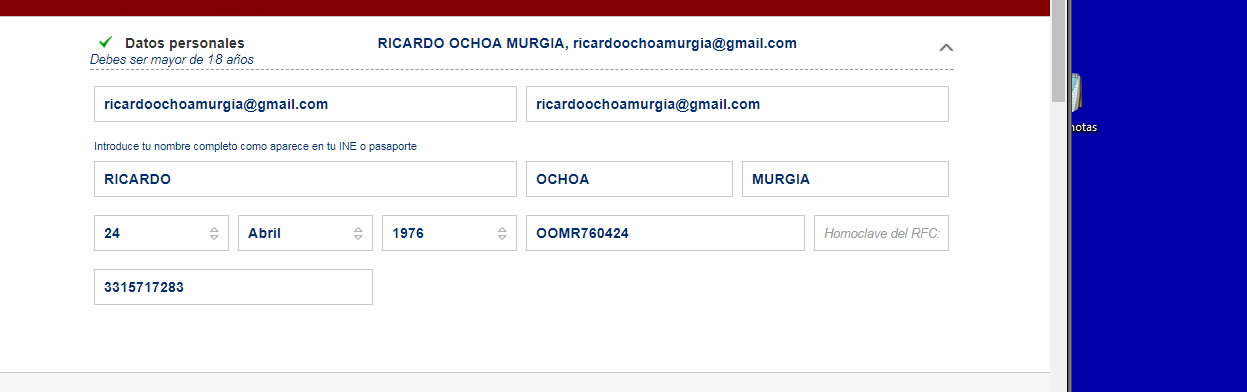 Datos personales RICARDO OCHOA MURGIA, ricardoochoamurgia@gmail.com
Debes ser mayor de 18 años
ricardoochoamurgia@gmail.com ricardoochoamurgia@gmail.com
Introduce tu nombre completo como aparece en tu INE o pasaporte
RICARDO OCHOA MURGIA
24 Abril 1976 OOMR760424 Homoclave del RFC:
3315717283
notas